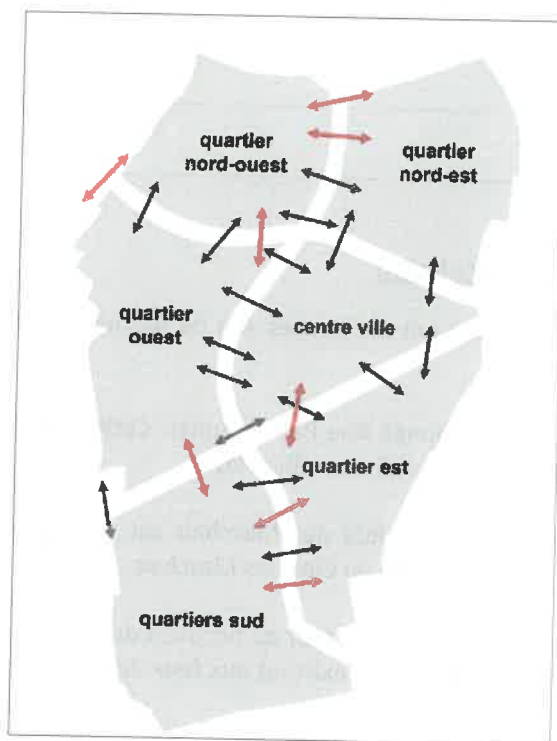 quartier
nord-ouest
quartier
nord-est
quartier
ouest
centre ville
quartier est
quartiers sud